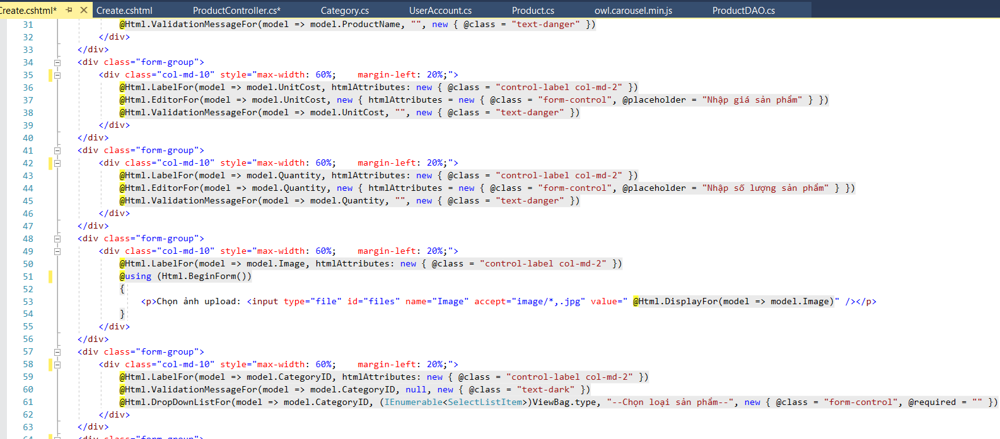 Create.cshtml*
Create.cshtml
ProductController.cs*
Category.cs
UserAccount.cs
Product.cs
owl.carousel.min.js
ProductDAO.cs
31 @Html.ValidationMessageFor(model => model.ProductName, "", new { @class = "text-danger" })
32 </div>
33 </div>
34 <div class="form-group">
35 <div class="col-md-10" style="max-width: 60%;    margin-left: 20%;">
36 @Html.LabelFor(model => model.UnitCost, htmlAttributes: new { @class = "control-label col-md-2" })
37 @Html.EditorFor(model => model.UnitCost, new { htmlAttributes = new { @class = "form-control", @placeholder = "Nhập giá sản phẩm" } })
38 @Html.ValidationMessageFor(model => model.UnitCost, "", new { @class = "text-danger" })
39 </div>
40 </div>
41 <div class="form-group">
42 <div class="col-md-10" style="max-width: 60%;    margin-left: 20%;">
43 @Html.LabelFor(model => model.Quantity, htmlAttributes: new { @class = "control-label col-md-2" })
44 @Html.EditorFor(model => model.Quantity, new { htmlAttributes = new { @class = "form-control", @placeholder = "Nhập số lượng sản phẩm" } })
45 @Html.ValidationMessageFor(model => model.Quantity, "", new { @class = "text-danger" })
46 </div>
47 </div>
48 <div class="form-group">
49 <div class="col-md-10" style="max-width: 60%;    margin-left: 20%;">
50 @Html.LabelFor(model => model.Image, htmlAttributes: new { @class = "control-label col-md-2" })
51 @using (Html.BeginForm())
52 {
53 <p>Chọn ảnh upload: <input type="file" id="files" name="Image" accept="image/*,.jpg" value=" @Html.DisplayFor(model => model.Image)" /></p>
54 }
55 </div>
56 </div>
57 <div class="form-group">
58 <div class="col-md-10" style="max-width: 60%;    margin-left: 20%;">
59 @Html.LabelFor(model => model.CategoryID, htmlAttributes: new { @class = "control-label col-md-2" })
60 @Html.ValidationMessageFor(model => model.CategoryID, null, new { @class = "text-dark" })
61 @Html.DropDownListFor(model => model.CategoryID, (IEnumerable<SelectListItem>)ViewBag.type, "--Chọn loại sản phẩm--", new { @class = "form-control", @required = "" })
62 </div>
63 </div>
64 <div class="form-group">